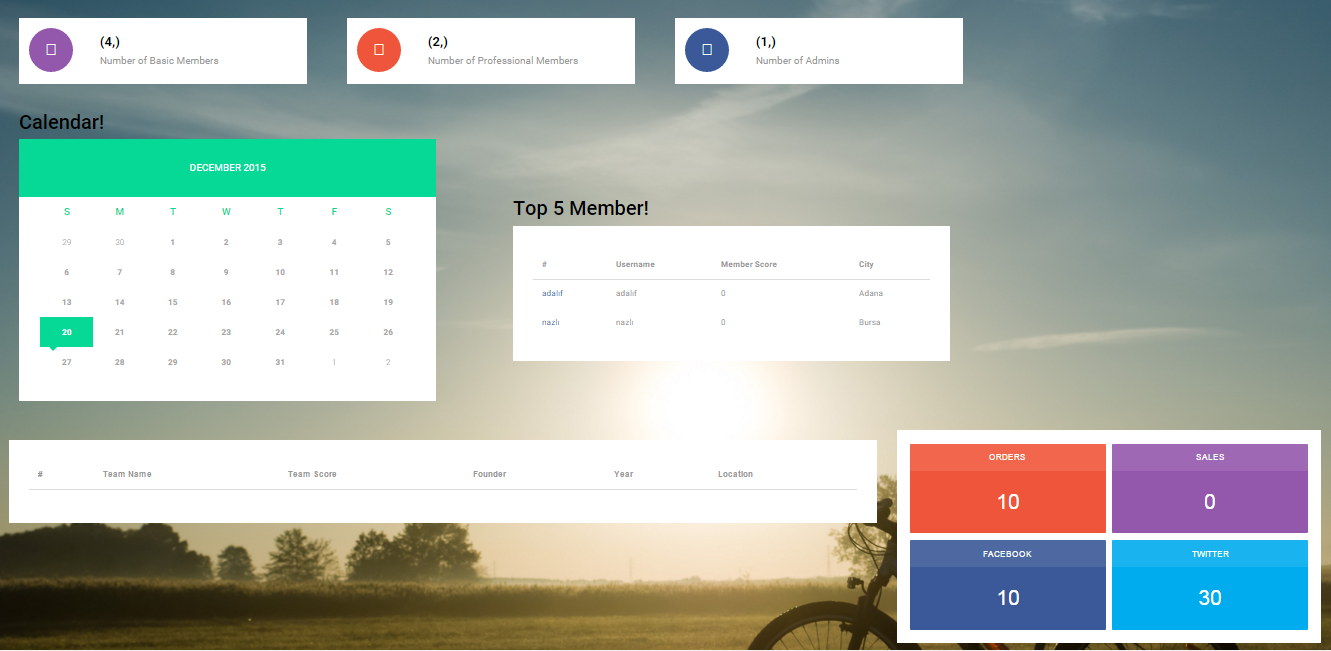 (4,)
Number of Basic Members
(2,)
Number of Professional Members
(1,)
Number of Admins
Calendar!
DECEMBER 2015
S M T W T F S
29 30 1 2 3 4 5
6 7 8 9 10 11 12
13 14 15 16 17 18 19
20 21 22 23 24 25 26
27 28 29 30 31 1 2
Top 5 Member!
# Username Member Score City
adalıf adalıf 0 Adana
nazlı nazlı 0 Bursa
# Team Name Team Score Founder Year Location
ORDERS
10
SALES
0
FACEBOOK
10
TWITTER
30